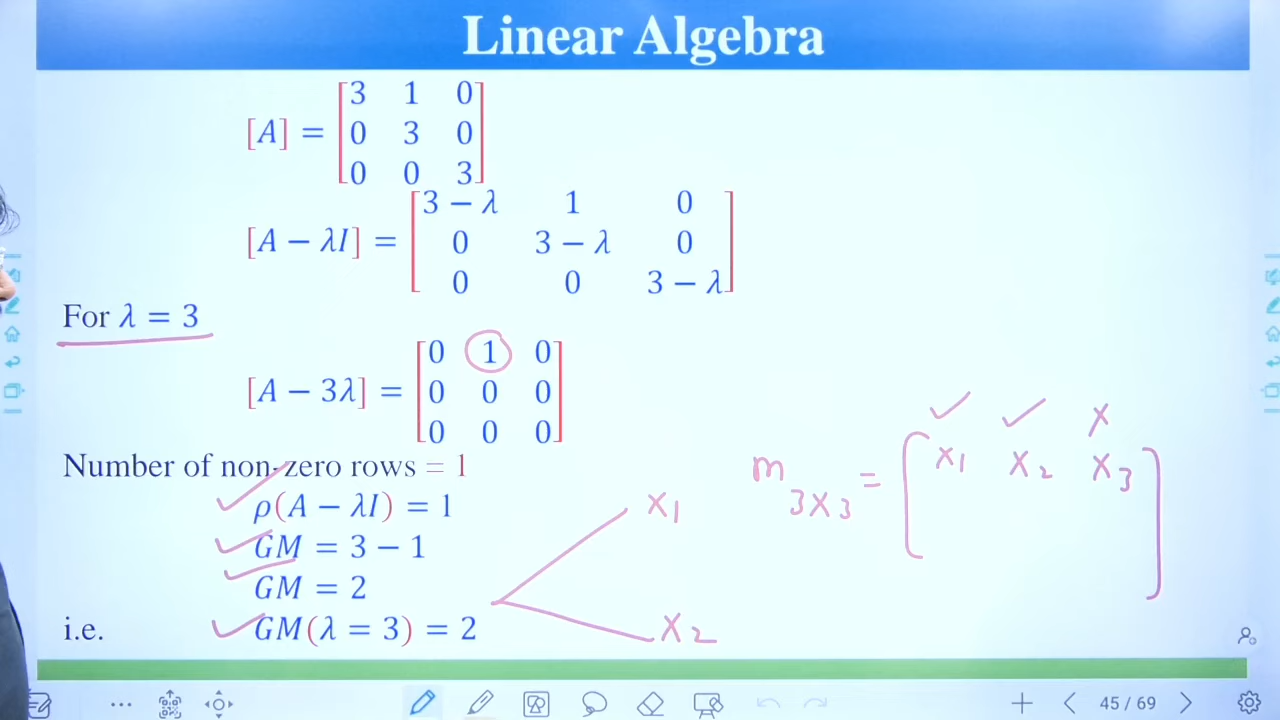 Linear Algebra
[A] = [3 1 0
0 3 0
0 0 3]
[A − λI] = [3 − λ 1 0
0 3 − λ 0
0 0 3 − λ]
For λ = 3
[A − 3λ] = [0 1 0
0 0 0
0 0 0]
Number of non-zero rows = 1
ρ(A − λI) = 1
GM = 3 − 1
GM = 2
i.e. GM(λ = 3) = 2
x1
x2
m 3x3 = [x1 x2 x3]
45 / 69